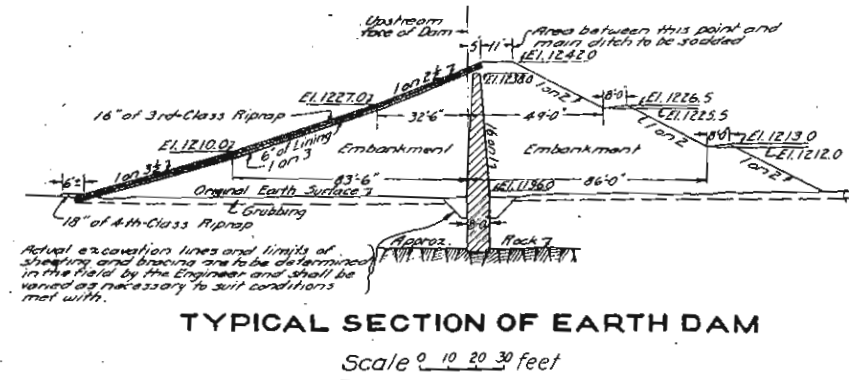 Upstream
face of Dam
5'
11'
Area between this point and
main ditch to be sodded
El.1242.0
El.1238.0
1 on 2½
El.1227.0
16" of 3rd-Class Riprap
32'-6"
49'-0"
1 on 2
8'-0"
El.1226.5
El.1225.5
El.1210.0
6" of Lining
1 on 3
Embankment
Embankment
1 on 2
8'-0"
El.1213.0
El.1212.0
1 on 3½
6'±
83'-6"
86'-0"
1 on 2
Original Earth Surface
El.1196.0
Grubbing
18" of 4-th-Class Riprap
8'-0"
Approx.
Rock
Actual excavation lines and limits of
sheeting and bracing are to be determined
in the field by the Engineer and shall be
varied as necessary to suit conditions
met with.
TYPICAL SECTION OF EARTH DAM
Scale 0 10 20 30 feet